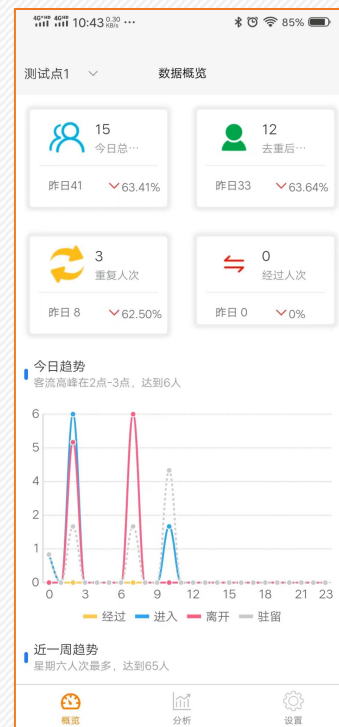 4G+HD 4GHD 10:43 0.30 KB/s ··· 85%
测试点1 数据概览
15 12
今日总… 去重后…
昨日41 63.41% 昨日33 63.64%
3 0
重复人次 经过人次
昨日 8 62.50% 昨日 0 0%
今日趋势
客流高峰在2点-3点，达到6人
6
5
4
2
1
0
0 3 6 9 12 15 18 21 23
经过 进入 离开 驻留
近一周趋势
星期六人次最多，达到65人
概览 分析 设置